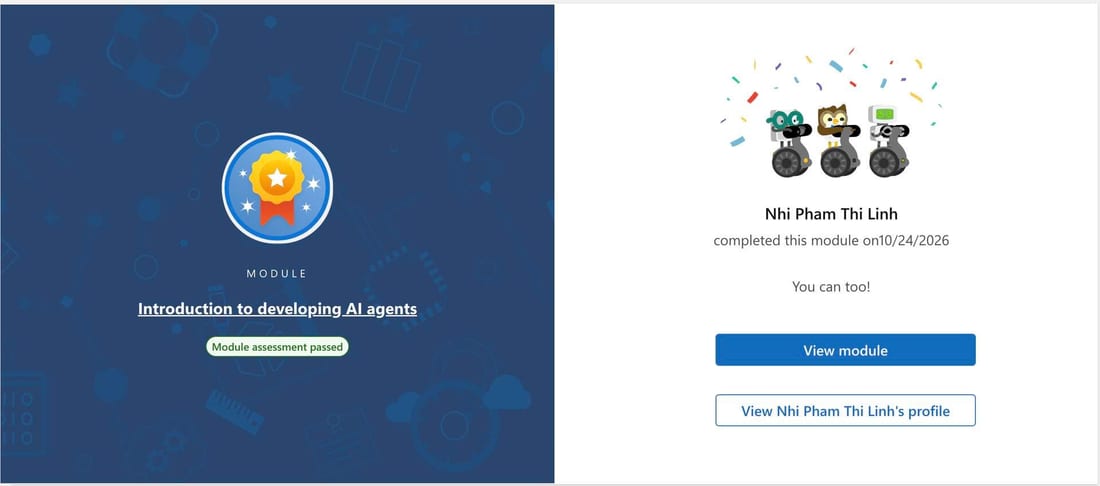 MODULE
Introduction to developing AI agents
Module assessment passed
Nhi Pham Thi Linh
completed this module on10/24/2026
You can too!
View module
View Nhi Pham Thi Linh's profile